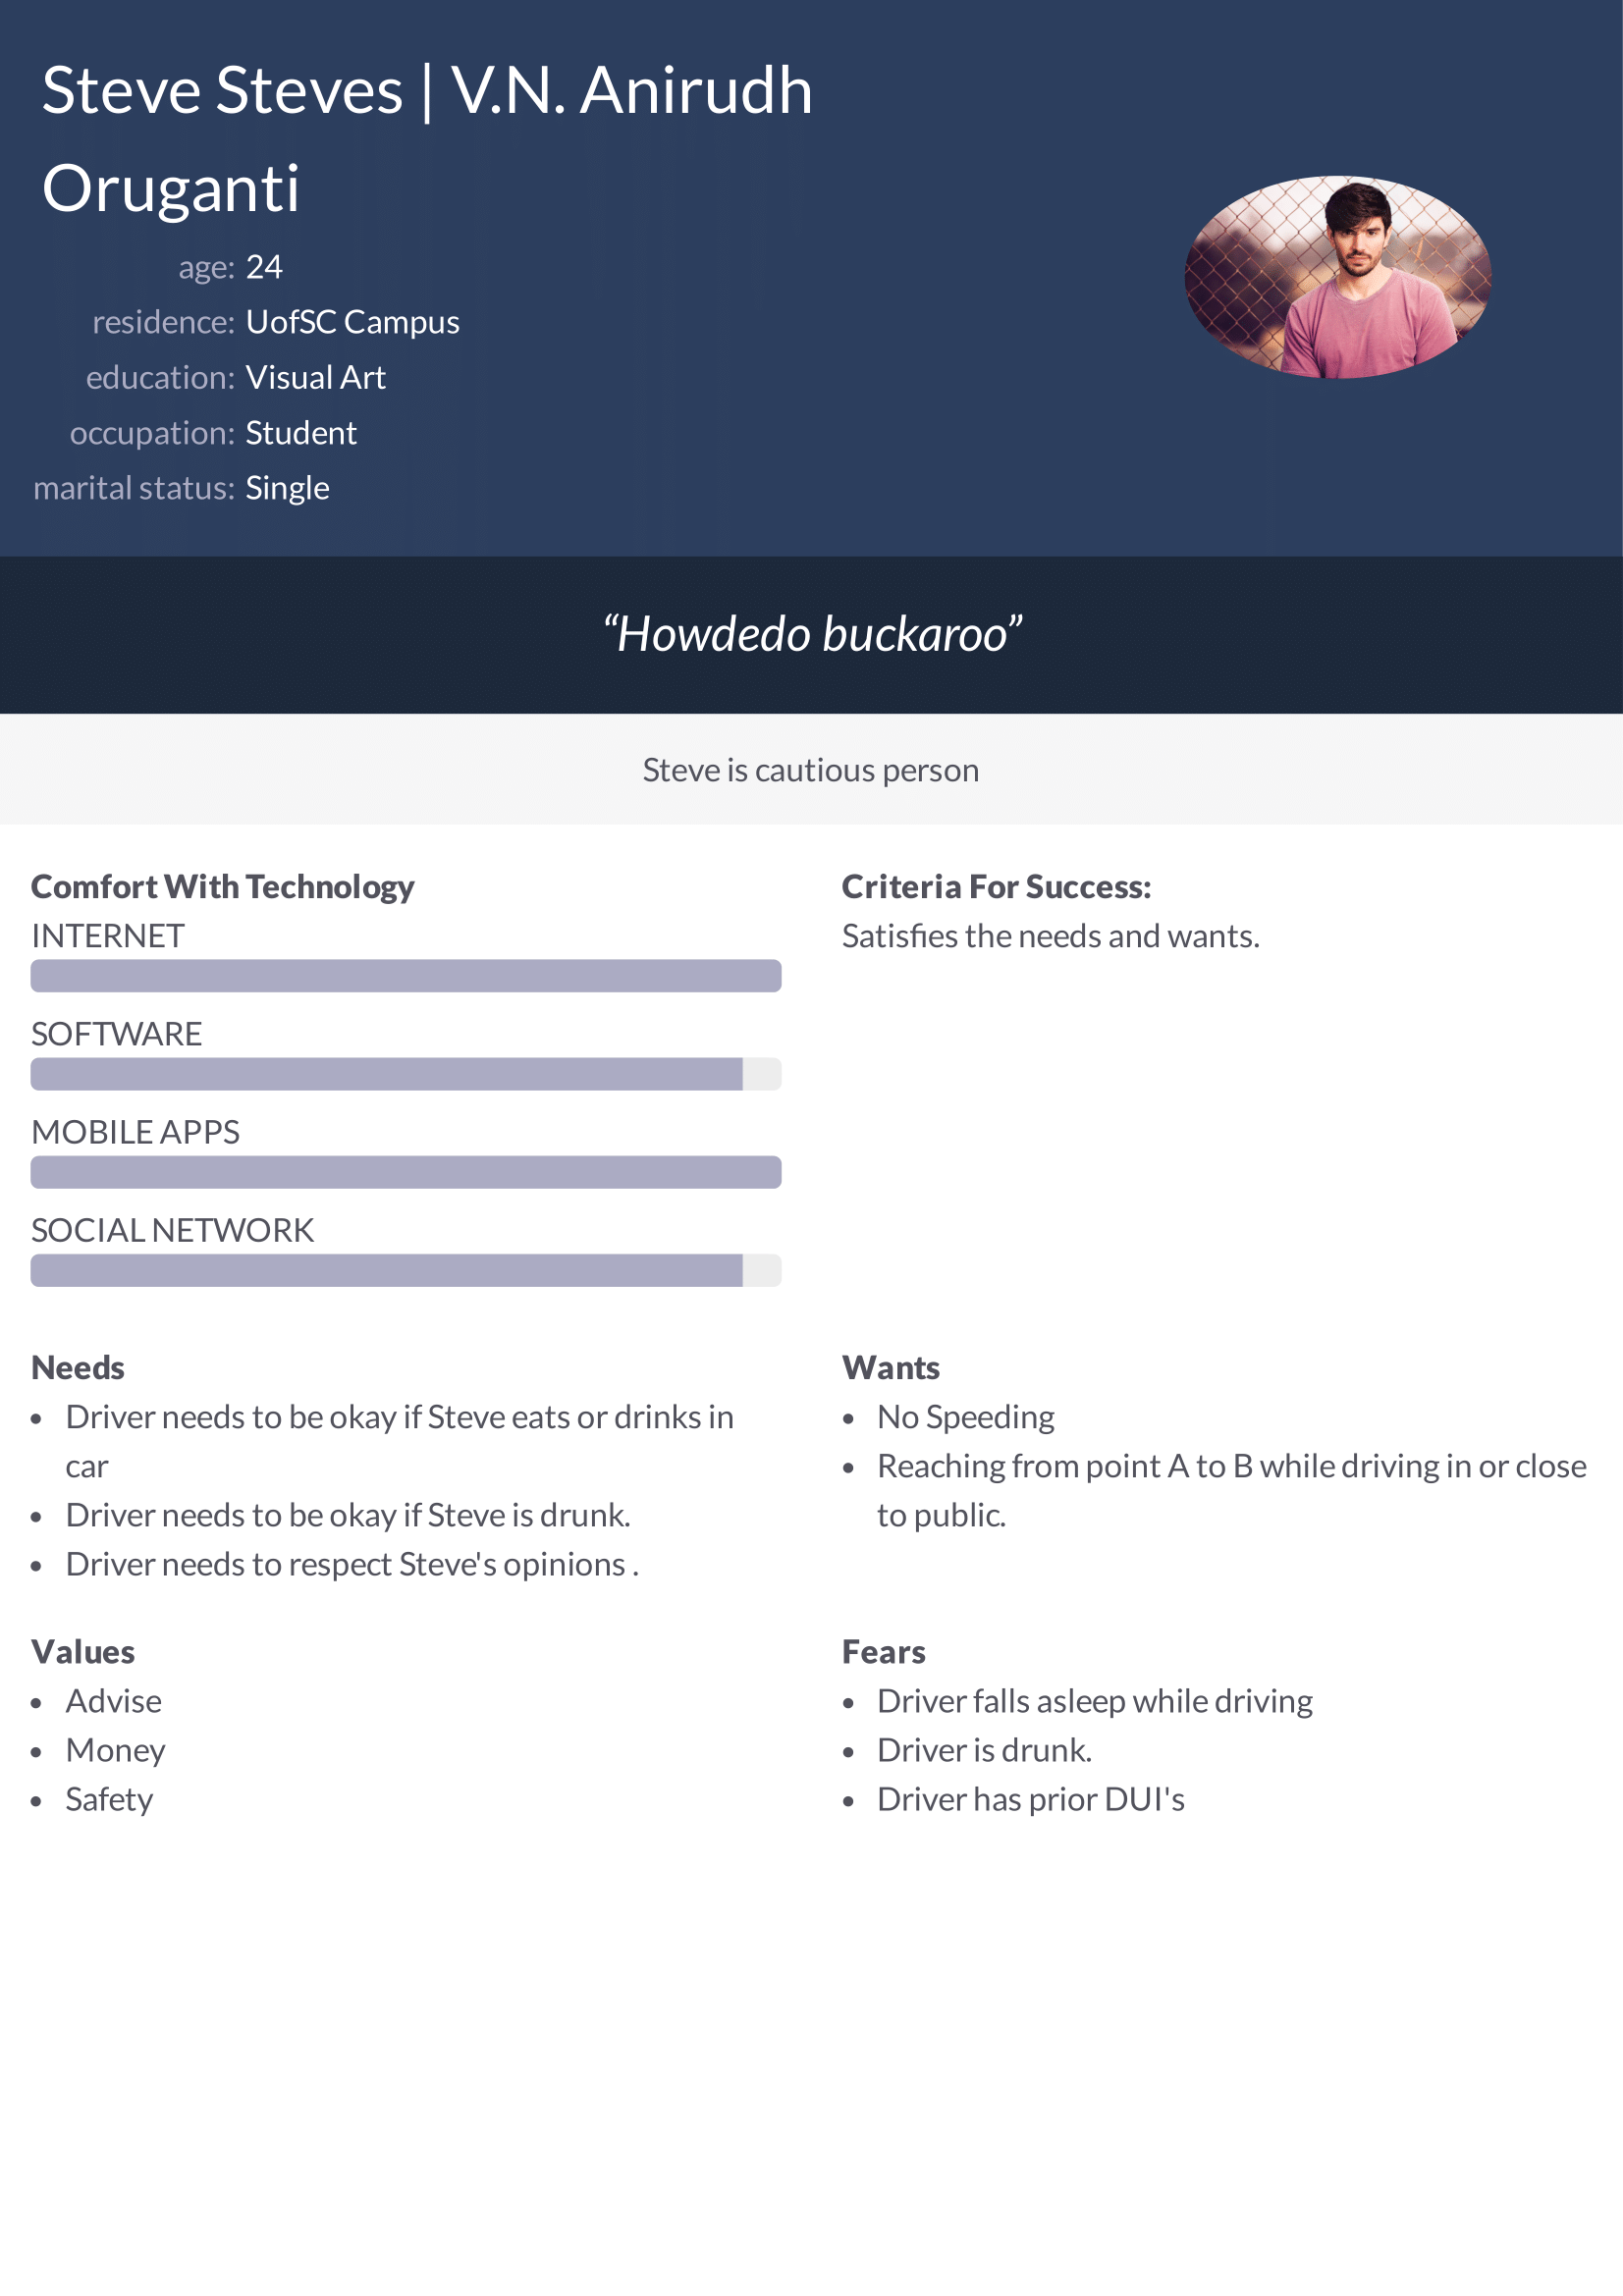 Steve Steves | V.N. Anirudh
Oruganti
age: 24
residence: UofSC Campus
education: Visual Art
occupation: Student
marital status: Single
“Howdedo buckaroo”
Steve is cautious person
Comfort With Technology
INTERNET
SOFTWARE
MOBILE APPS
SOCIAL NETWORK
Criteria For Success:
Satisfies the needs and wants.
Needs
• Driver needs to be okay if Steve eats or drinks in
car
• Driver needs to be okay if Steve is drunk.
• Driver needs to respect Steve's opinions .
Wants
• No Speeding
• Reaching from point A to B while driving in or close
to public.
Values
• Advise
• Money
• Safety
Fears
• Driver falls asleep while driving
• Driver is drunk.
• Driver has prior DUI's